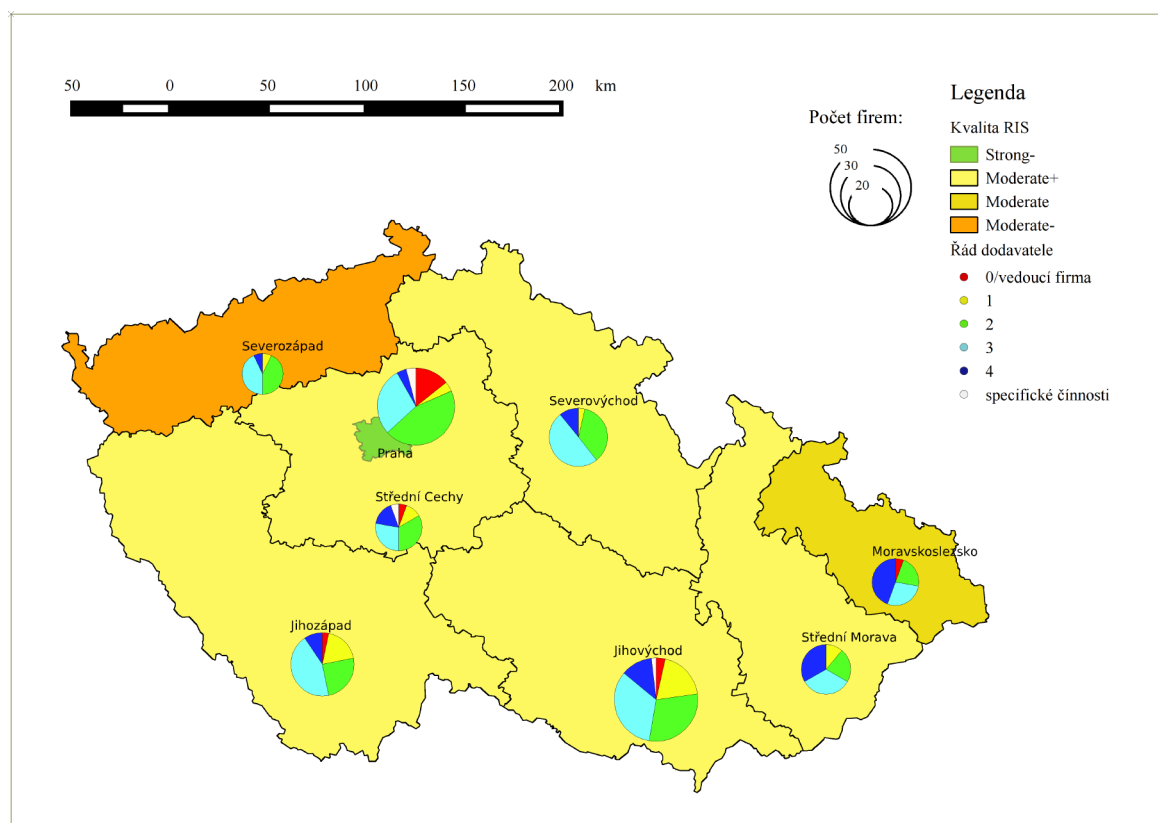 50 0 50 100 150 200 km
Legenda
Počet firem:
50
30
20
Kvalita RIS
Strong-
Moderate+
Moderate
Moderate-
Řád dodavatele
0/vedoucí firma
1
2
3
4
specifické čínnosti
Severozápad
Praha
Severovýchod
Střední Cechy
Moravskoslezsko
Jihozápad
Jihovýchod
Střední Morava